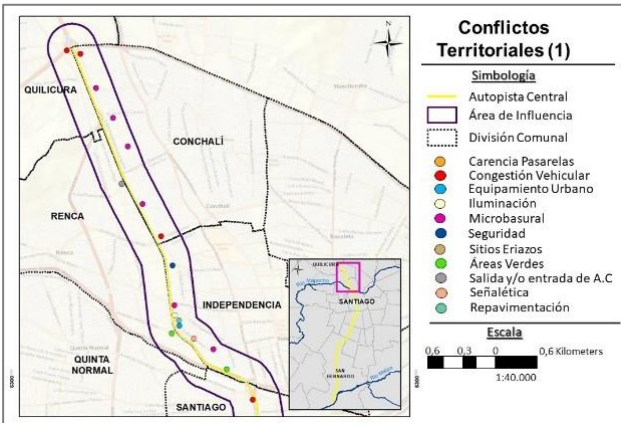 QUILICURA
CONCHALÍ
RENCA
INDEPENDENCIA
QUINTA
NORMAL
SANTIAGO
QUILICURA
SANTIAGO
SAN
BERNARDO
Conflictos
Territoriales (1)
Simbología
Autopista Central
Área de Influencia
División Comunal
Carencia Pasarelas
Congestión Vehicular
Equipamiento Urbano
Iluminación
Microbasural
Seguridad
Sitios Eriazos
Áreas Verdes
Salida y/o entrada de A.C
Señalética
Repavimentación
Escala
0,6 0,3 0 0,6 Kilometers
1:40.000